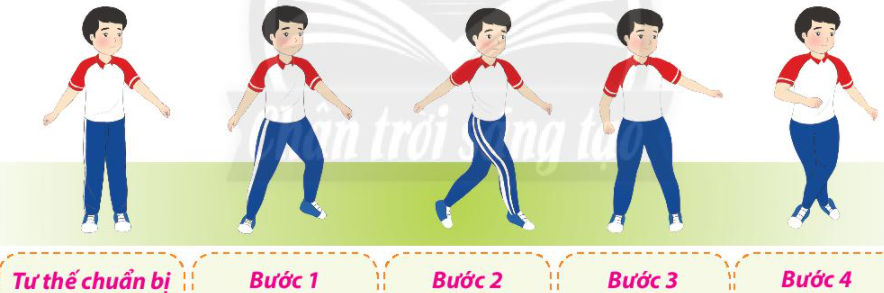 Chân trời sáng tạo
Tư thế chuẩn bị
Bước 1
Bước 2
Bước 3
Bước 4